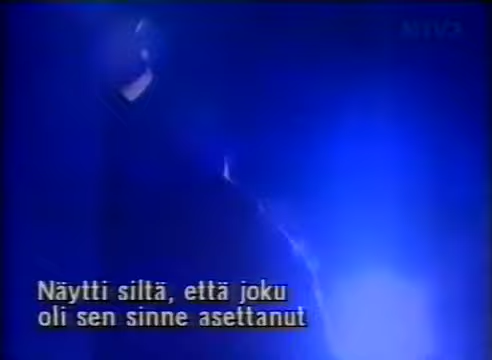 Näytti siltä, että joku
oli sen sinne asettanut